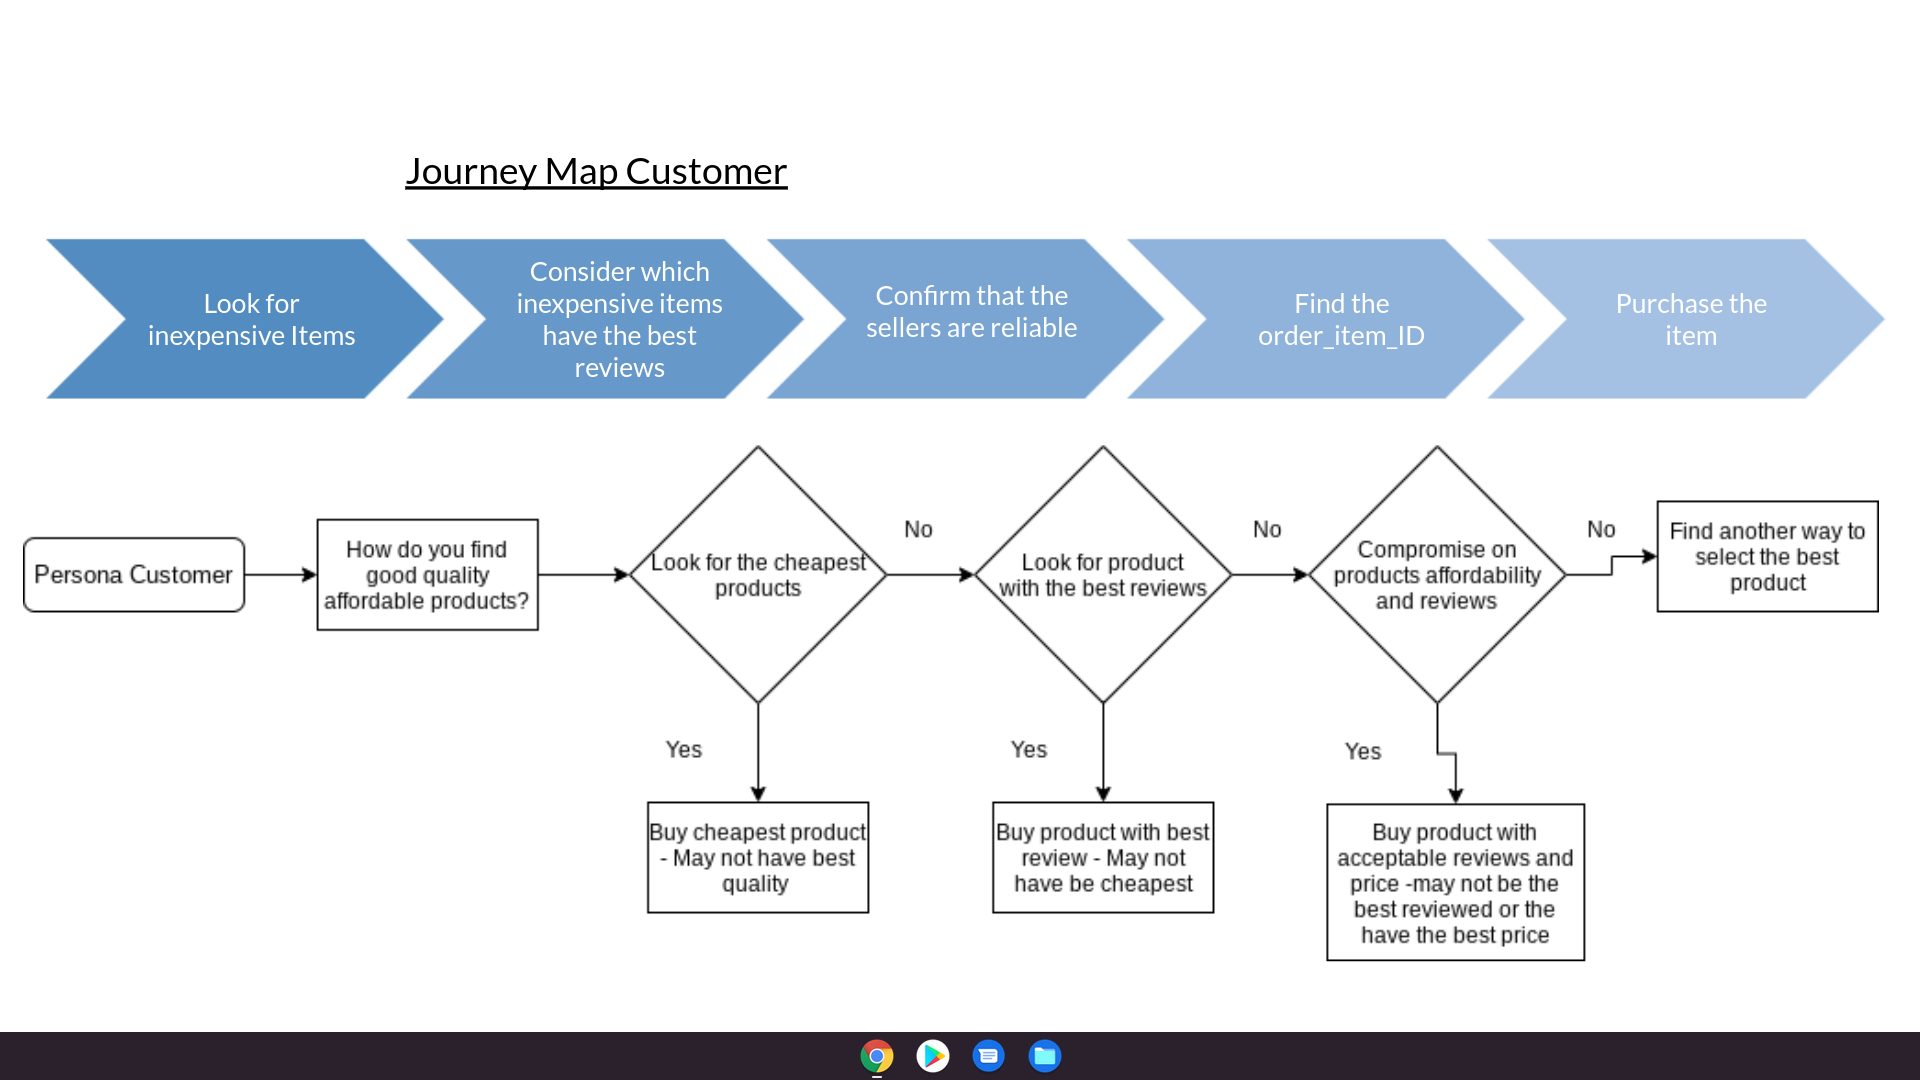 Journey Map Customer
Look for
inexpensive Items
Consider which
inexpensive items
have the best
reviews
Confirm that the
sellers are reliable
Find the
order_item_ID
Purchase the
item
Persona Customer
How do you find
good quality
affordable products?
Look for the cheapest
products
No
Look for product
with the best reviews
No
Compromise on
products affordability
and reviews
No
Find another way to
select the best
product
Yes
Yes
Yes
Buy cheapest product
- May not have best
quality
Buy product with best
review - May not
have be cheapest
Buy product with
acceptable reviews and
price -may not be the
best reviewed or the
have the best price